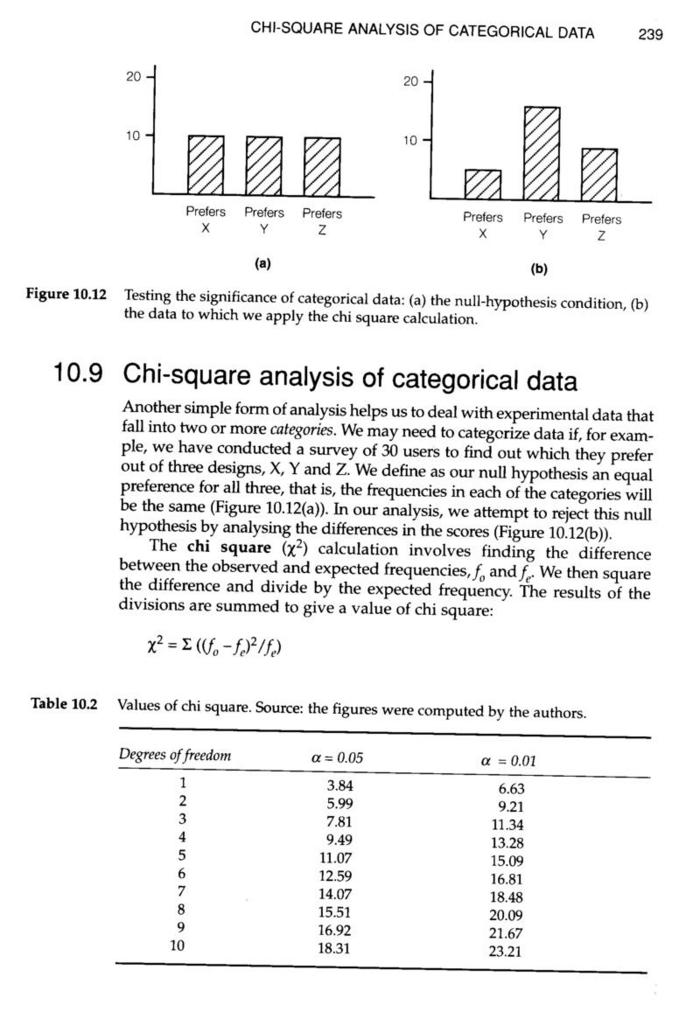 CHI-SQUARE ANALYSIS OF CATEGORICAL DATA 239
20
10
Prefers Prefers Prefers
X Y Z
(a)
20
10
Prefers Prefers Prefers
X Y Z
(b)
Figure 10.12 Testing the significance of categorical data: (a) the null-hypothesis condition, (b)
the data to which we apply the chi square calculation.
10.9 Chi-square analysis of categorical data
Another simple form of analysis helps us to deal with experimental data that
fall into two or more categories. We may need to categorize data if, for exam-
ple, we have conducted a survey of 30 users to find out which they prefer
out of three designs, X, Y and Z. We define as our null hypothesis an equal
preference for all three, that is, the frequencies in each of the categories will
be the same (Figure 10.12(a)). In our analysis, we attempt to reject this null
hypothesis by analysing the differences in the scores (Figure 10.12(b)).
The chi square (χ²) calculation involves finding the difference
between the observed and expected frequencies, fₒ and fₑ. We then square
the difference and divide by the expected frequency. The results of the
divisions are summed to give a value of chi square:
χ² = Σ ((fₒ – fₑ)²/fₑ)
Table 10.2 Values of chi square. Source: the figures were computed by the authors.
Degrees of freedom α = 0.05 α = 0.01
1 3.84 6.63
2 5.99 9.21
3 7.81 11.34
4 9.49 13.28
5 11.07 15.09
6 12.59 16.81
7 14.07 18.48
8 15.51 20.09
9 16.92 21.67
10 18.31 23.21